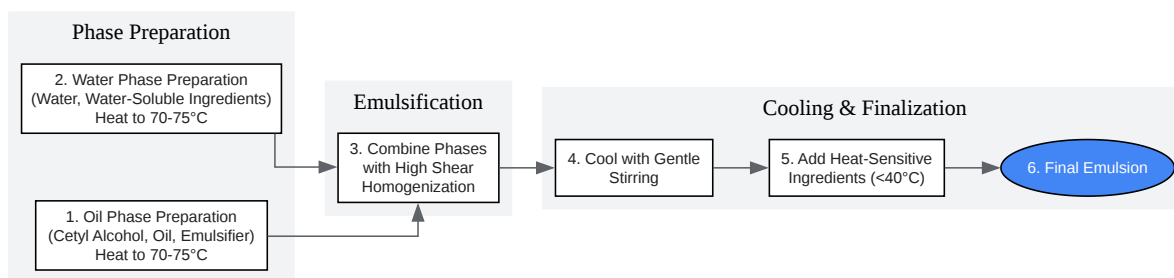 Phase Preparation
2. Water Phase Preparation
(Water, Water-Soluble Ingredients)
Heat to 70-75°C
1. Oil Phase Preparation
(Cetyl Alcohol, Oil, Emulsifier)
Heat to 70-75°C
Emulsification
3. Combine Phases
with High Shear
Homogenization
Cooling & Finalization
4. Cool with Gentle
Stirring
5. Add Heat-Sensitive
Ingredients (<40°C)
6. Final Emulsion